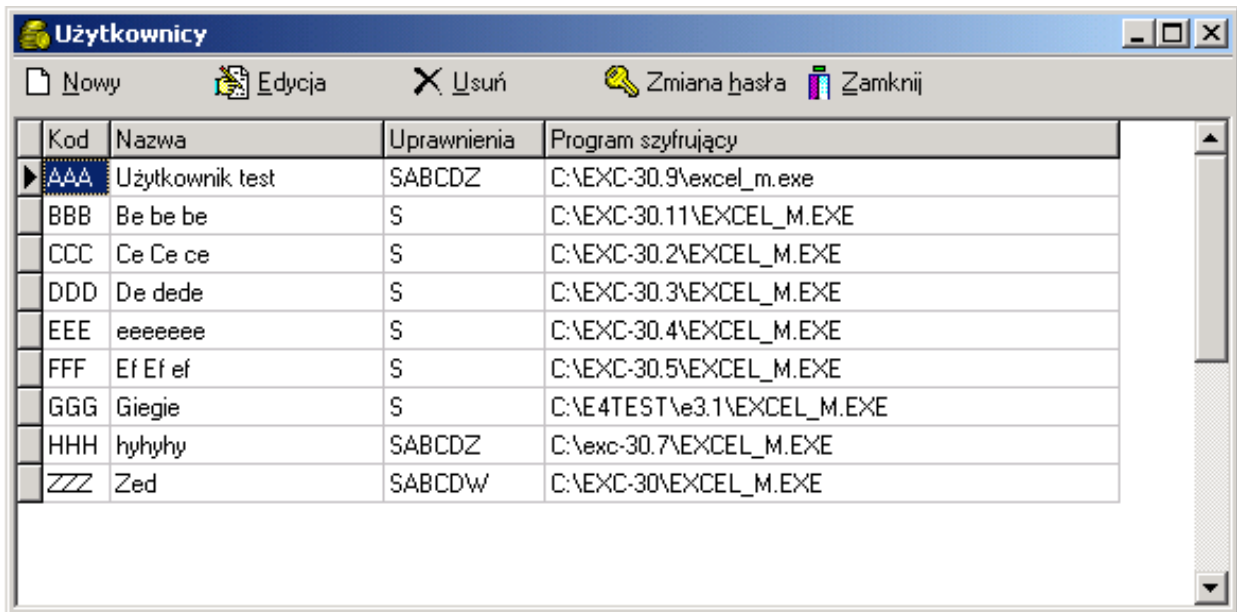 Użytkownicy
Nowy Edycja Usuń Zmiana hasła Zamknij
Kod Nazwa Uprawnienia Program szyfrujący
AAA Użytkownik test SABCDZ C:\EXC-30.9\excel_m.exe
BBB Be be be S C:\EXC-30.11\EXCEL_M.EXE
CCC Ce Ce ce S C:\EXC-30.2\EXCEL_M.EXE
DDD De dede S C:\EXC-30.3\EXCEL_M.EXE
EEE eeeeeee S C:\EXC-30.4\EXCEL_M.EXE
FFF Ef Ef ef S C:\EXC-30.5\EXCEL_M.EXE
GGG Giegie S C:\E4TEST\e3.1\EXCEL_M.EXE
HHH hyhyhy SABCDZ C:\exc-30.7\EXCEL_M.EXE
ZZZ Zed SABCDW C:\EXC-30\EXCEL_M.EXE